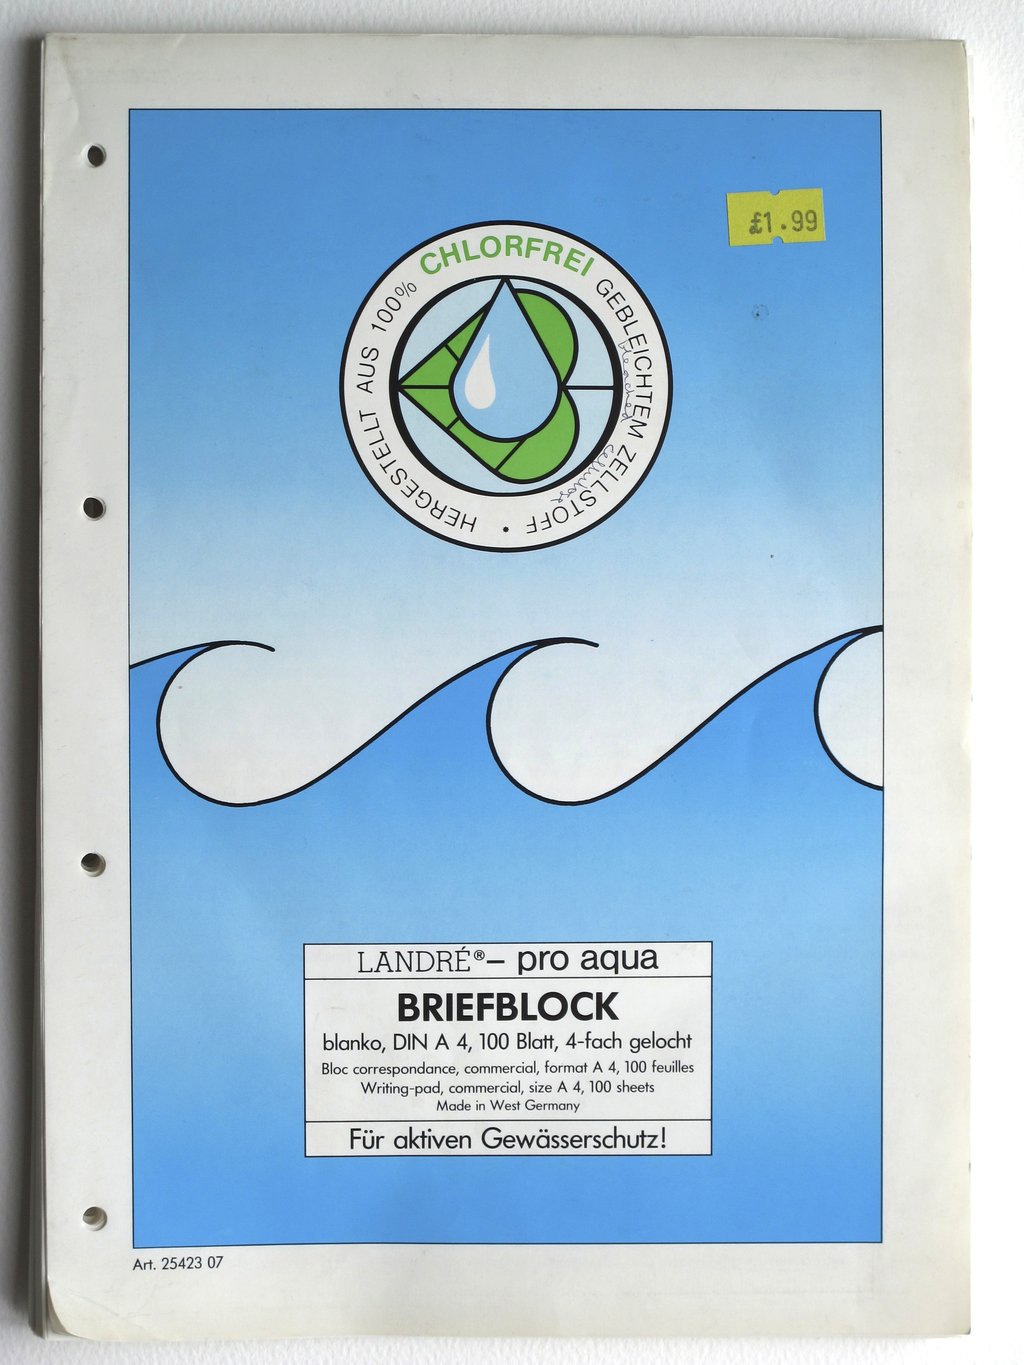 £1.99
HERGESTELLT AUS 100% CHLORFREI GEBLEICHTEM ZELLSTOFF •
bleached
cellulose
LANDRÉ®– pro aqua
BRIEFBLOCK
blanko, DIN A 4, 100 Blatt, 4-fach gelocht
Bloc correspondance, commercial, format A 4, 100 feuilles
Writing-pad, commercial, size A 4, 100 sheets
Made in West Germany
Für aktiven Gewässerschutz!
Art. 25423 07